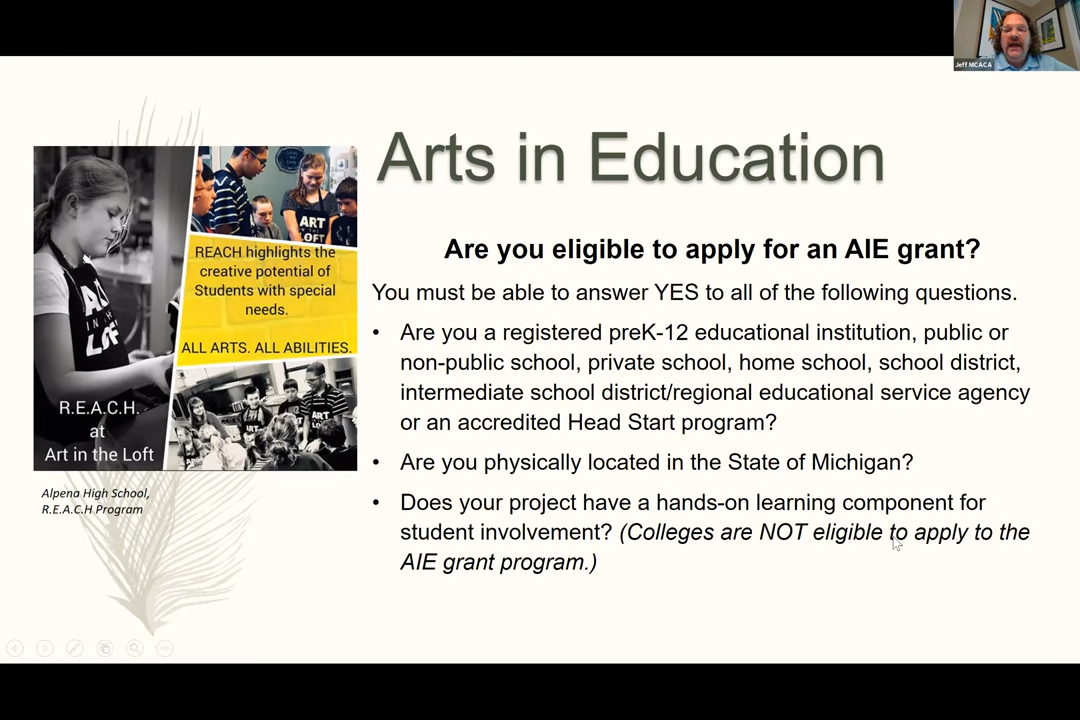 Jeff MCACA
Arts in Education
REACH highlights the
creative potential of
Students with special
needs.
ALL ARTS. ALL ABILITIES.
R.E.A.C.H.
at
Art in the Loft
ART
IN THE
LOFT
Alpena High School,
R.E.A.C.H Program
Are you eligible to apply for an AIE grant?
You must be able to answer YES to all of the following questions.
• Are you a registered preK-12 educational institution, public or
non-public school, private school, home school, school district,
intermediate school district/regional educational service agency
or an accredited Head Start program?
• Are you physically located in the State of Michigan?
• Does your project have a hands-on learning component for
student involvement? (Colleges are NOT eligible to apply to the
AIE grant program.)